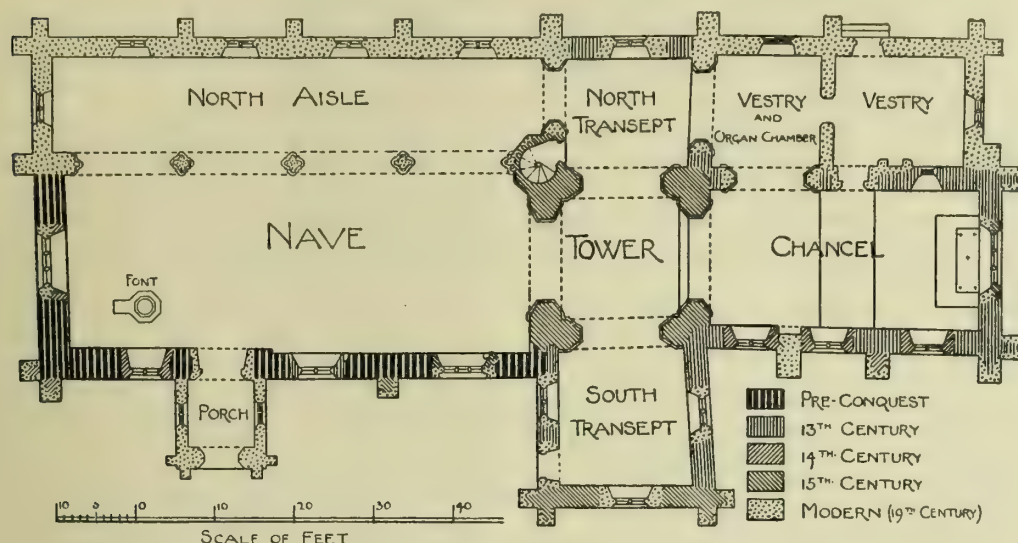 NORTH AISLE
NORTH TRANSEPT
VESTRY
AND
ORGAN CHAMBER
VESTRY
NAVE
TOWER
CHANCEL
FONT
PORCH
SOUTH
TRANSEPT
PRE-CONQUEST
13TH CENTURY
14TH CENTURY
15TH CENTURY
MODERN (19TH CENTURY)
10 5 0 10 20 30 40
SCALE OF FEET